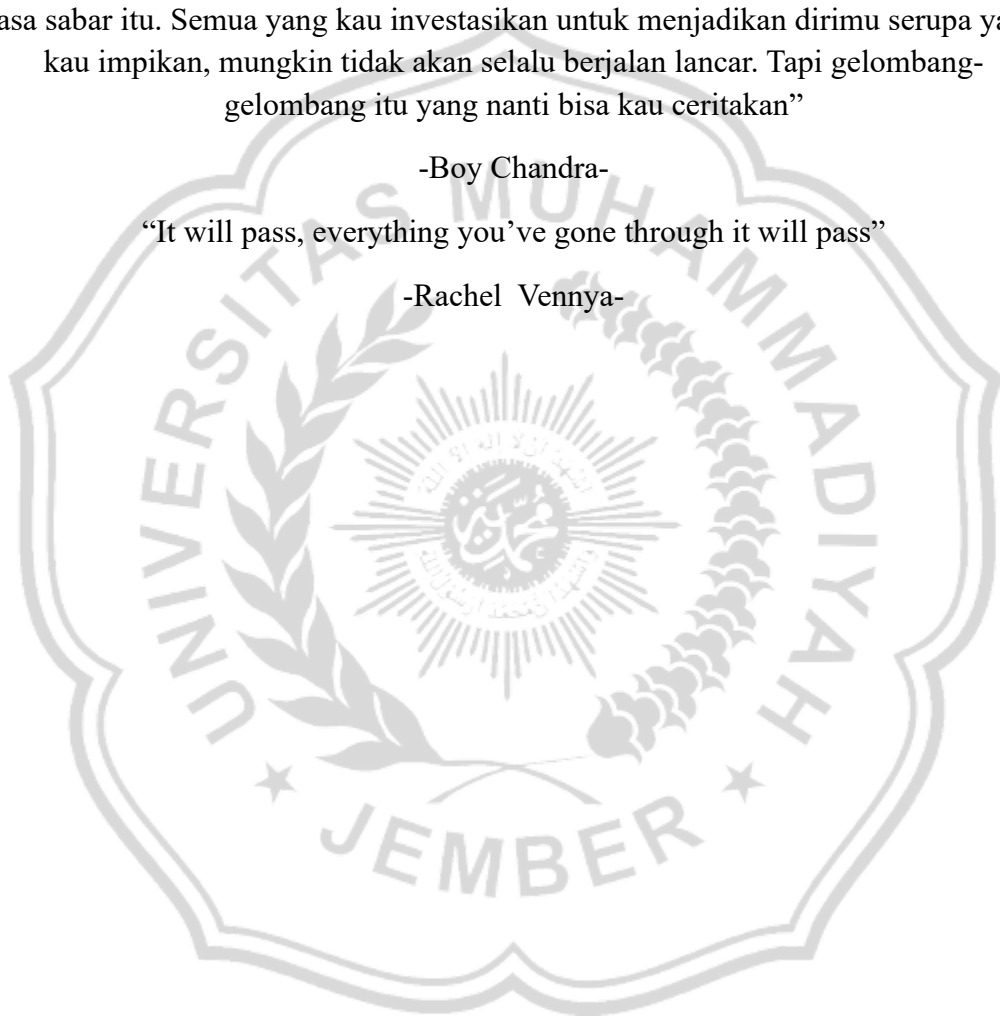 sabar itu. Semua yang kau investasikan untuk menjadikan dirimu serupa
kau impikan, mungkin tidak akan selalu berjalan lancar. Tapi gelombang-
gelombang itu yang nanti bisa kau ceritakan”
-Boy Chandra-
“It will pass, everything you’ve gone through it will pass”
-Rachel Vennya-
UNIVERSITAS MUHAMMADIYAH
JEMBER